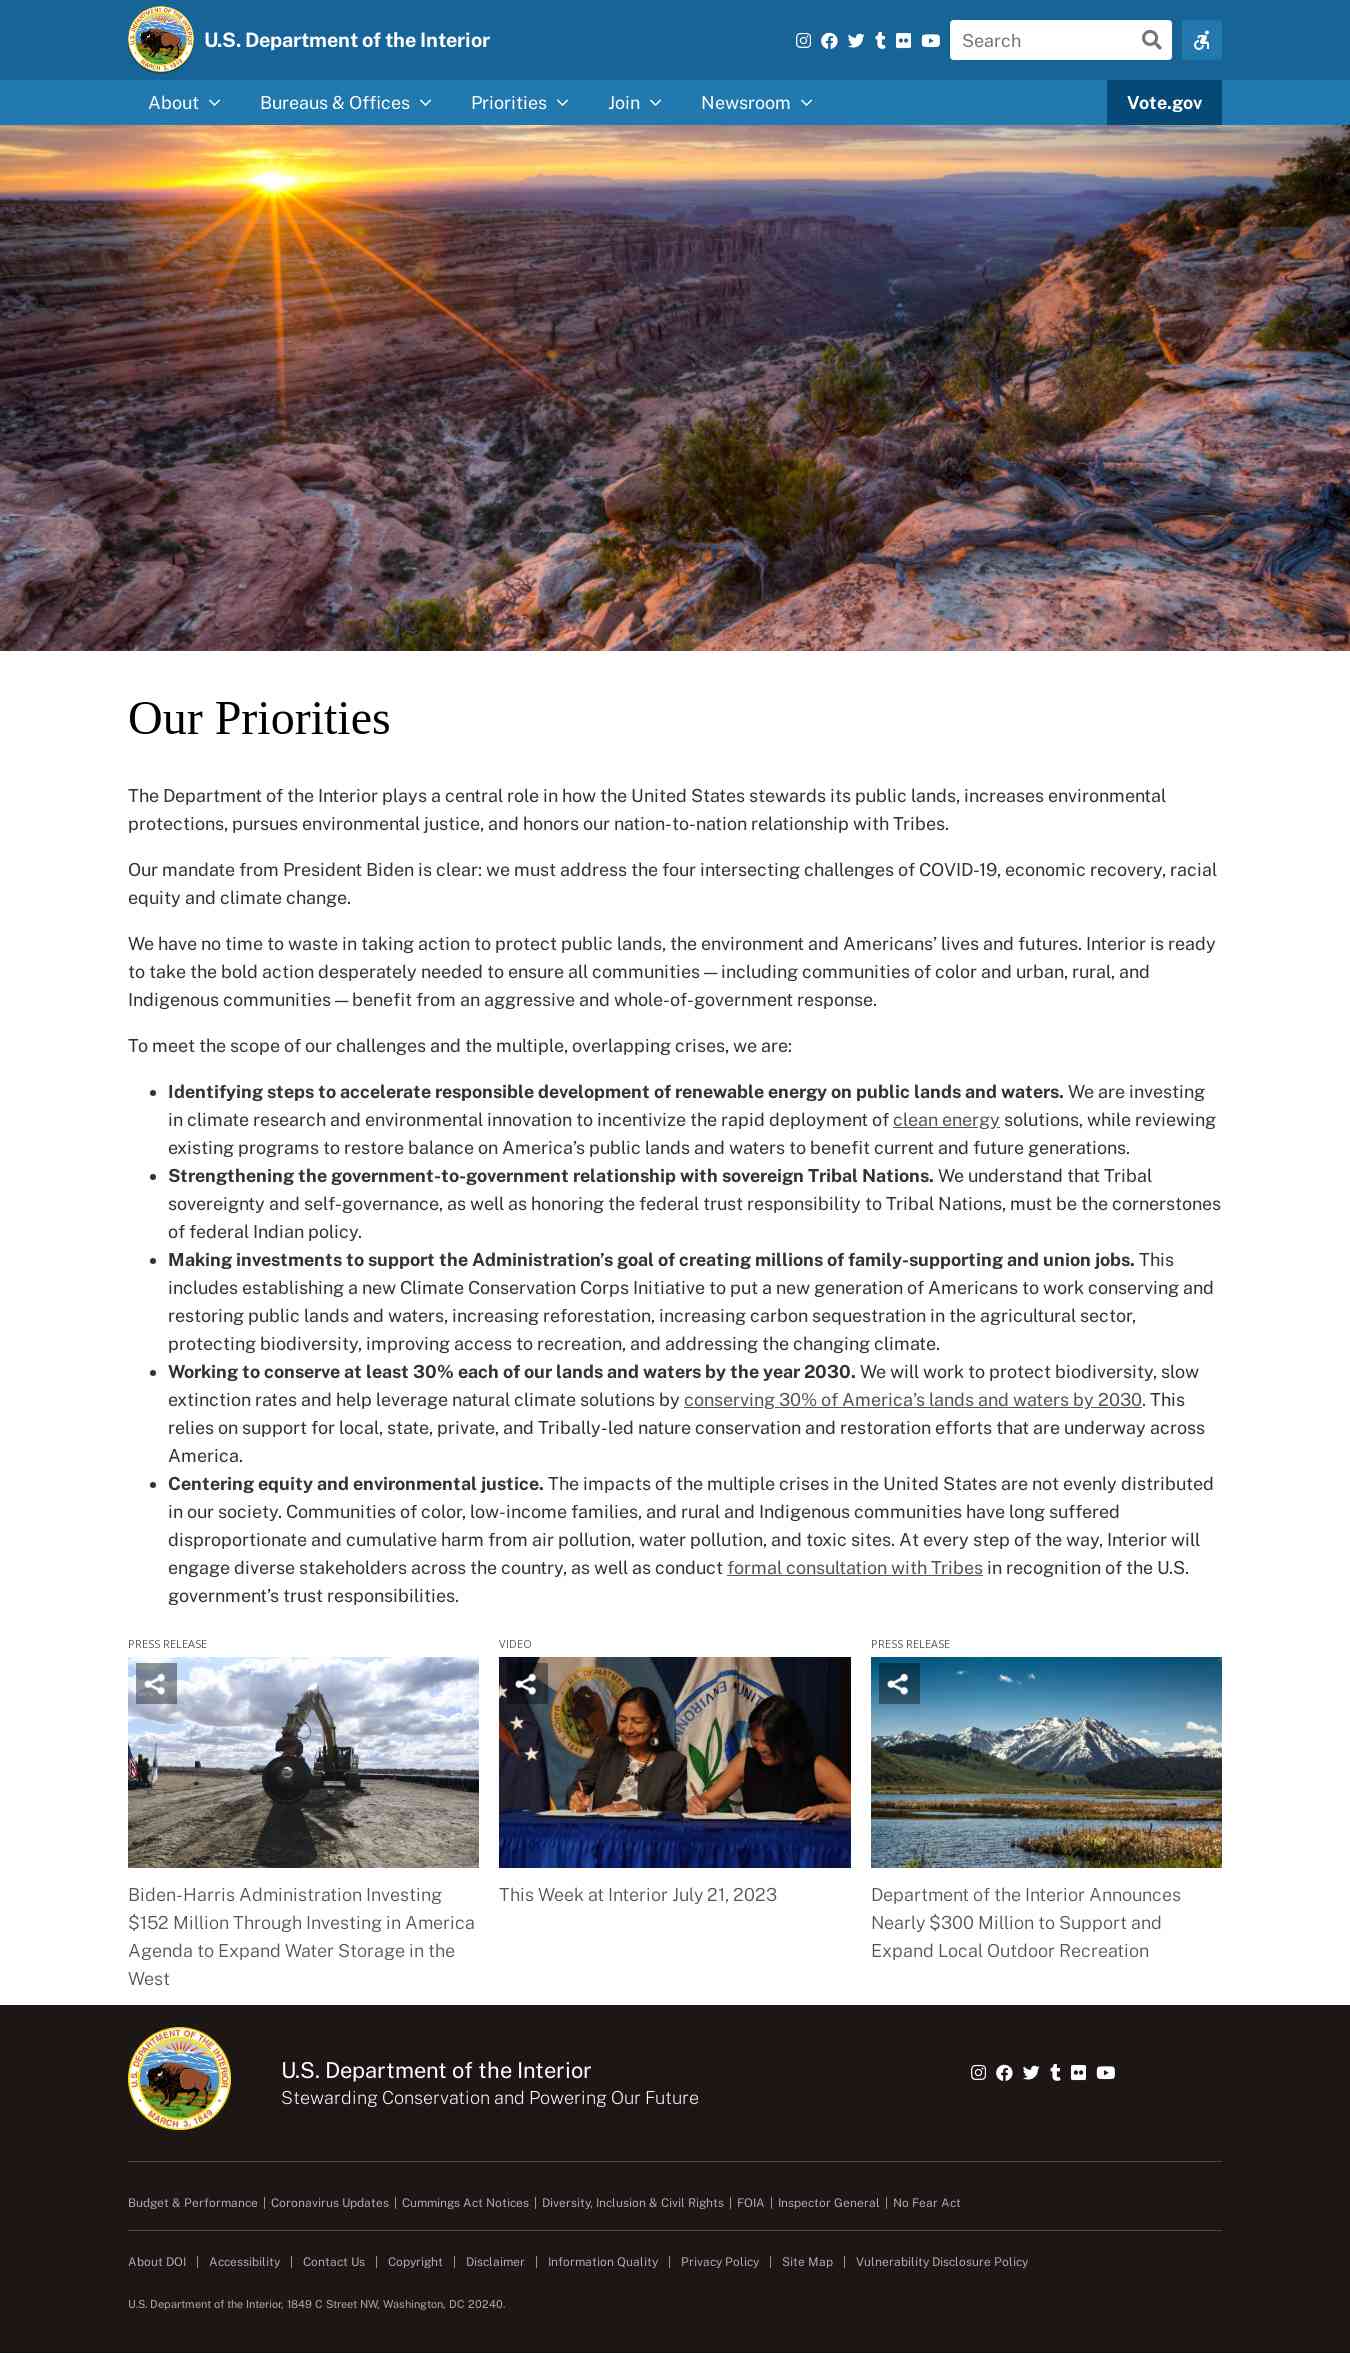 U.S. Department of the Interior
Search
About
Bureaus & Offices
Priorities
Join
Newsroom
Vote.gov
Our Priorities
The Department of the Interior plays a central role in how the United States stewards its public lands, increases environmental
protections, pursues environmental justice, and honors our nation-to-nation relationship with Tribes.
Our mandate from President Biden is clear: we must address the four intersecting challenges of COVID-19, economic recovery, racial
equity and climate change.
We have no time to waste in taking action to protect public lands, the environment and Americans’ lives and futures. Interior is ready
to take the bold action desperately needed to ensure all communities — including communities of color and urban, rural, and
Indigenous communities — benefit from an aggressive and whole-of-government response.
To meet the scope of our challenges and the multiple, overlapping crises, we are:
• Identifying steps to accelerate responsible development of renewable energy on public lands and waters. We are investing
in climate research and environmental innovation to incentivize the rapid deployment of clean energy solutions, while reviewing
existing programs to restore balance on America’s public lands and waters to benefit current and future generations.
• Strengthening the government-to-government relationship with sovereign Tribal Nations. We understand that Tribal
sovereignty and self-governance, as well as honoring the federal trust responsibility to Tribal Nations, must be the cornerstones
of federal Indian policy.
• Making investments to support the Administration’s goal of creating millions of family-supporting and union jobs. This
includes establishing a new Climate Conservation Corps Initiative to put a new generation of Americans to work conserving and
restoring public lands and waters, increasing reforestation, increasing carbon sequestration in the agricultural sector,
protecting biodiversity, improving access to recreation, and addressing the changing climate.
• Working to conserve at least 30% each of our lands and waters by the year 2030. We will work to protect biodiversity, slow
extinction rates and help leverage natural climate solutions by conserving 30% of America’s lands and waters by 2030. This
relies on support for local, state, private, and Tribally-led nature conservation and restoration efforts that are underway across
America.
• Centering equity and environmental justice. The impacts of the multiple crises in the United States are not evenly distributed
in our society. Communities of color, low-income families, and rural and Indigenous communities have long suffered
disproportionate and cumulative harm from air pollution, water pollution, and toxic sites. At every step of the way, Interior will
engage diverse stakeholders across the country, as well as conduct formal consultation with Tribes in recognition of the U.S.
government’s trust responsibilities.
PRESS RELEASE
Biden-Harris Administration Investing
$152 Million Through Investing in America
Agenda to Expand Water Storage in the
West
VIDEO
This Week at Interior July 21, 2023
PRESS RELEASE
Department of the Interior Announces
Nearly $300 Million to Support and
Expand Local Outdoor Recreation
U.S. DEPARTMENT OF THE INTERIOR
MARCH 3, 1849
U.S. Department of the Interior
Stewarding Conservation and Powering Our Future
Budget & Performance | Coronavirus Updates | Cummings Act Notices | Diversity, Inclusion & Civil Rights | FOIA | Inspector General | No Fear Act
About DOI | Accessibility | Contact Us | Copyright | Disclaimer | Information Quality | Privacy Policy | Site Map | Vulnerability Disclosure Policy
U.S. Department of the Interior, 1849 C Street NW, Washington, DC 20240.